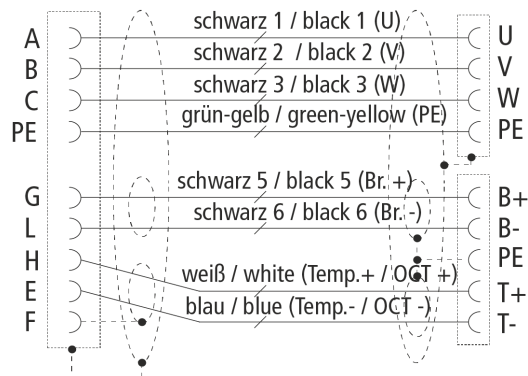 A schwarz 1 / black 1 (U) U
B schwarz 2 / black 2 (V) V
C schwarz 3 / black 3 (W) W
PE grün-gelb / green-yellow (PE) PE
G schwarz 5 / black 5 (Br. +) B+
L schwarz 6 / black 6 (Br. -) B-
H PE
E weiß / white (Temp.+ / OCT +) T+
F blau / blue (Temp.- / OCT -) T-